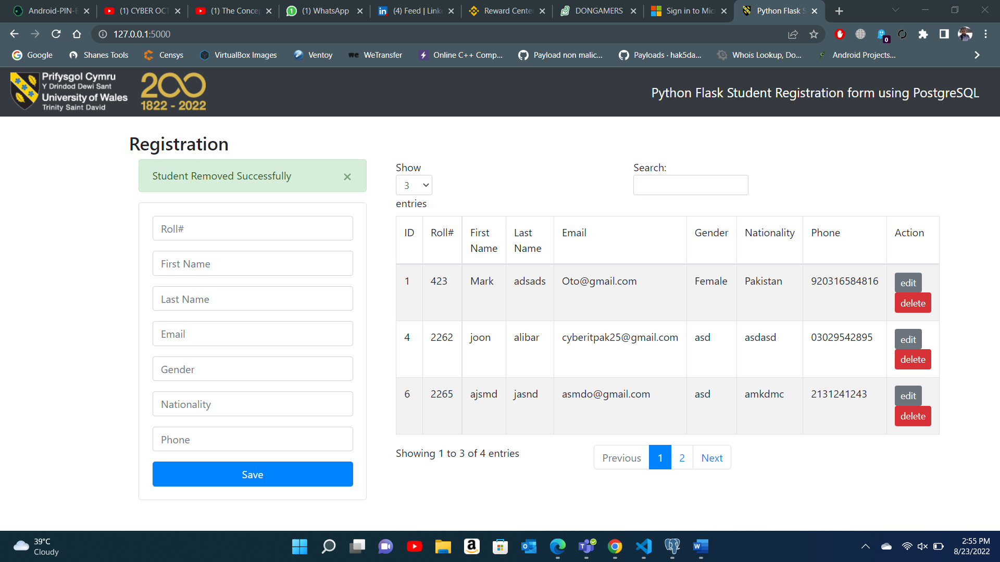 Android-PIN-E
(1) CYBER OCT
(1) The Concep
(1) WhatsApp
(4) Feed | Linke
Reward Center
DONGAMERS
Sign in to Mic
Python Flask S
127.0.0.1:5000
0
Google
Shanes Tools
Censys
VirtualBox Images
Ventoy
WeTransfer
Online C++ Comp...
Payload non malic...
Payloads · hak5da...
Whois Lookup, Do...
Android Projects...
Prifysgol Cymru
Y Drindod Dewi Sant
University of Wales
Trinity Saint David
200
1822 - 2022
Python Flask Student Registration form using PostgreSQL
Registration
Student Removed Successfully ×
Roll#
First Name
Last Name
Email
Gender
Nationality
Phone
Save
Show
3
entries
Search:
ID Roll# First Name Last Name Email Gender Nationality Phone Action
1 423 Mark adsads Oto@gmail.com Female Pakistan 920316584816 edit delete
4 2262 joon alibar cyberitpak25@gmail.com asd asdasd 03029542895 edit delete
6 2265 ajsmd jasnd asmdo@gmail.com asd amkdmc 2131241243 edit delete
Showing 1 to 3 of 4 entries
Previous 1 2 Next
39°C
Cloudy
2:55 PM
8/23/2022